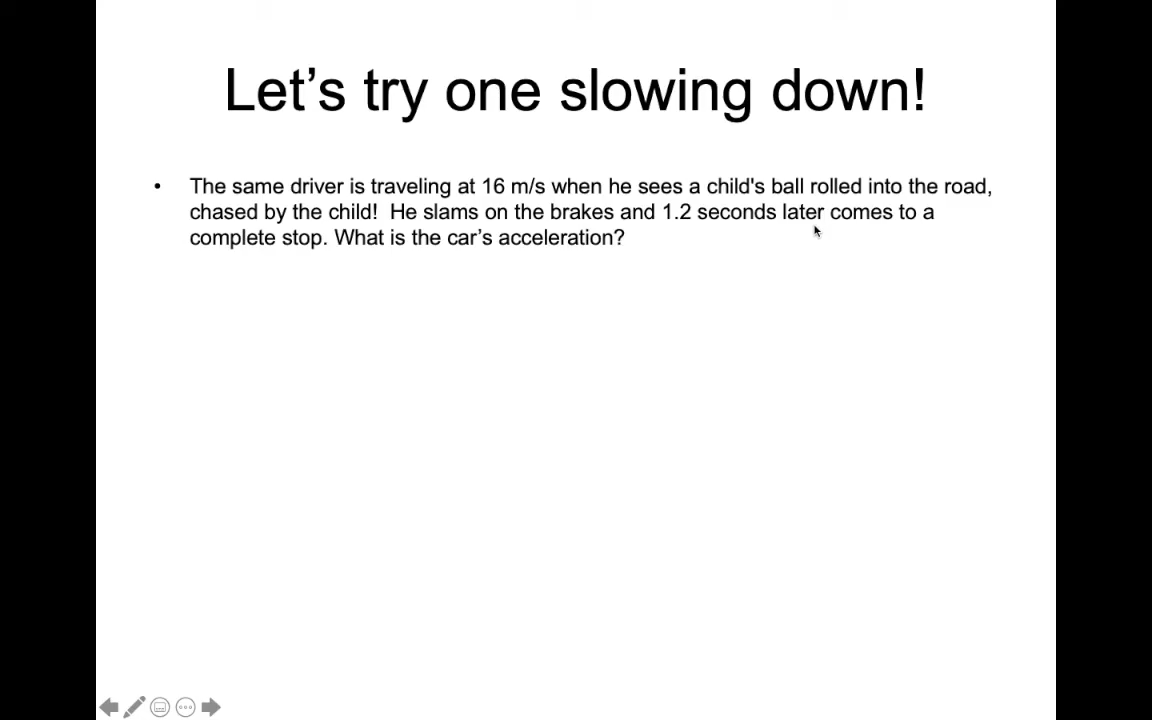 Let’s try one slowing down!
• The same driver is traveling at 16 m/s when he sees a child's ball rolled into the road,
chased by the child!  He slams on the brakes and 1.2 seconds later comes to a
complete stop. What is the car’s acceleration?